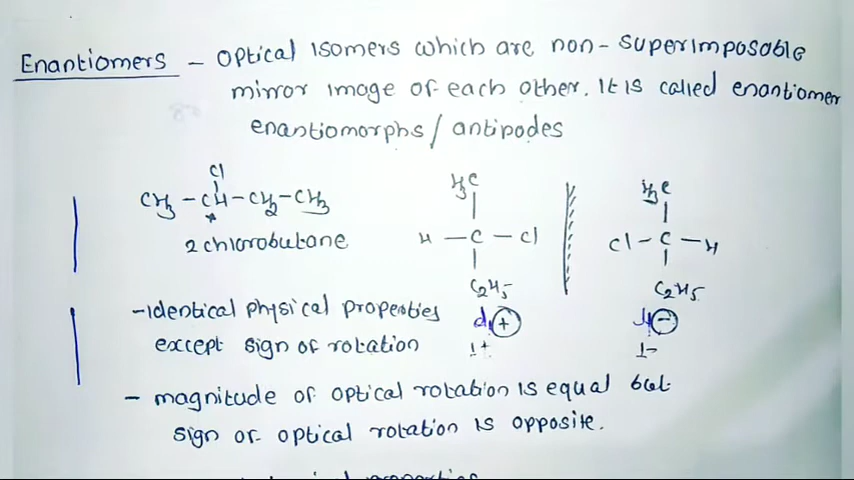 Enantiomers - Optical Isomers which are non-superimposable
mirror image of each other. It is called enantiomer
enantiomorphs/antipodes
Cl
CH3-CH-CH2-CH3
*
2 chlorobutane
H3C
H-C-Cl
C2H5
H3C
Cl-C-H
C2H5
-identical physical properties d, +
except sign of rotation
- magnitude of optical rotation is equal but
sign of optical rotation is opposite.